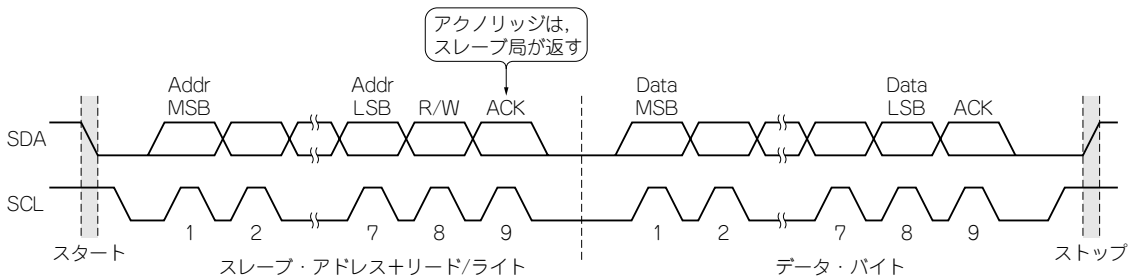 アクノリッジは，
スレーブ局が返す
Addr
MSB
Addr
LSB
R/W
ACK
Data
MSB
Data
LSB
ACK
SDA
SCL
1
2
7
8
9
1
2
7
8
9
スタート
スレーブ・アドレス＋リード/ライト
データ・バイト
ストップ